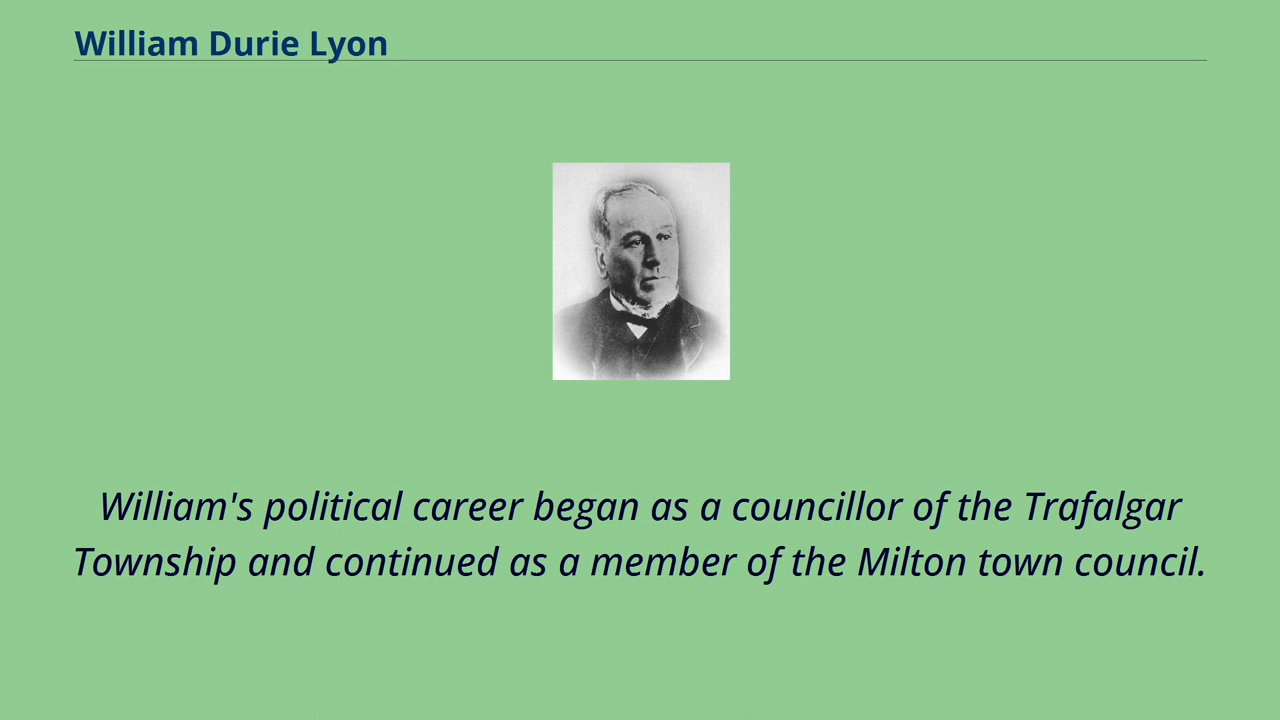 William Durie Lyon
William's political career began as a councillor of the Trafalgar
Township and continued as a member of the Milton town council.